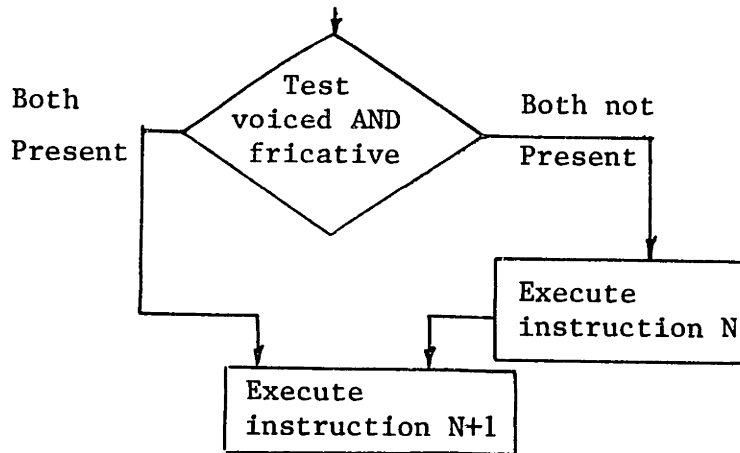 Test
voiced AND
fricative
Both
Present
Both not
Present
Execute
instruction N
Execute
instruction N+1